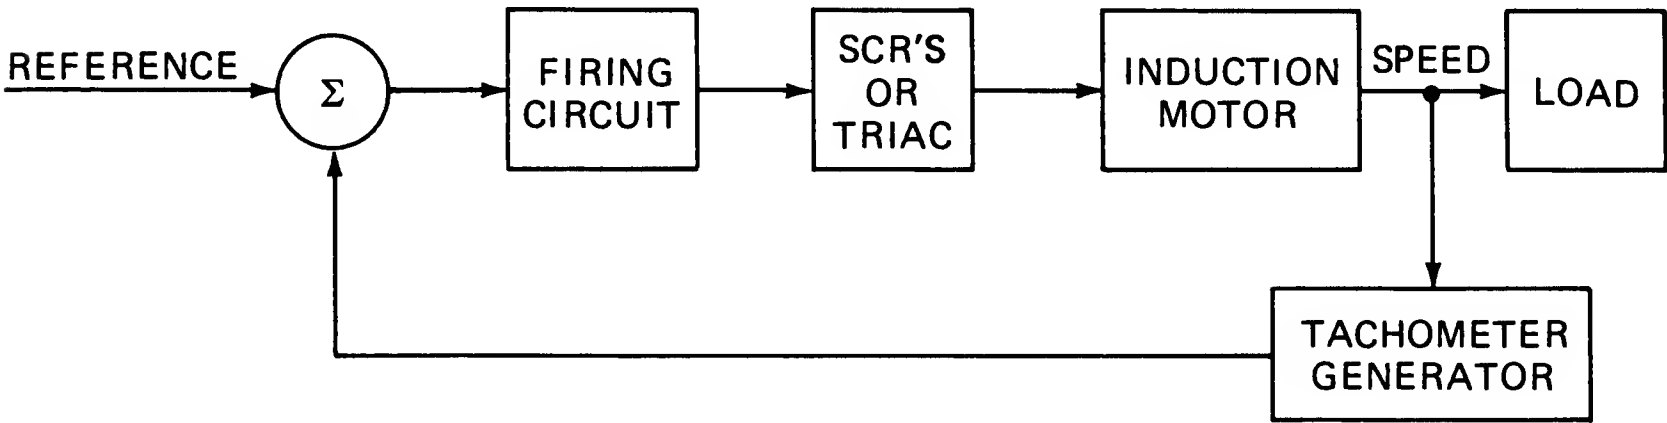 REFERENCE
Σ
FIRING
CIRCUIT
SCR'S
OR
TRIAC
INDUCTION
MOTOR
SPEED
LOAD
TACHOMETER
GENERATOR